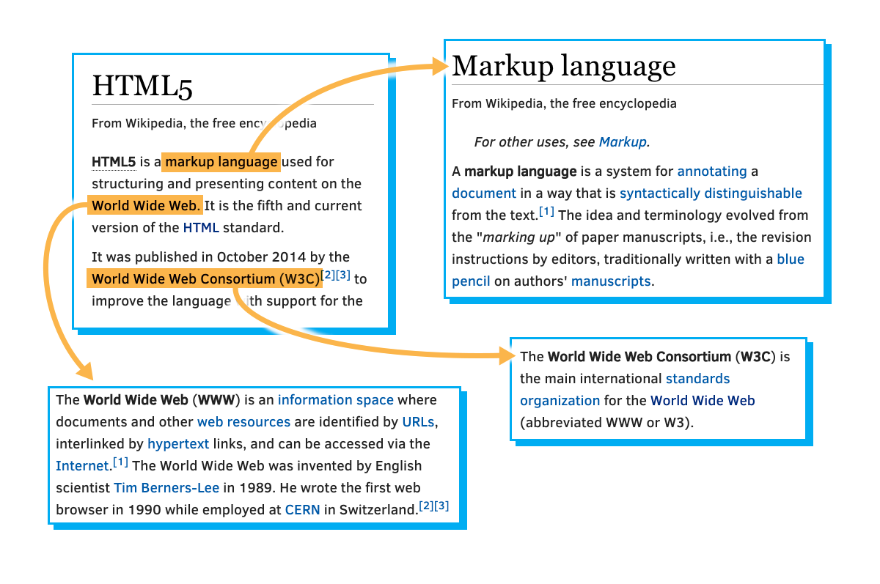 HTML5
From Wikipedia, the free encyclopedia
HTML5 is a markup language used for
structuring and presenting content on the
World Wide Web. It is the fifth and current
version of the HTML standard.
It was published in October 2014 by the
World Wide Web Consortium (W3C)[2][3] to
improve the language with support for the
Markup language
From Wikipedia, the free encyclopedia
For other uses, see Markup.
A markup language is a system for annotating a
document in a way that is syntactically distinguishable
from the text.[1] The idea and terminology evolved from
the "marking up" of paper manuscripts, i.e., the revision
instructions by editors, traditionally written with a blue
pencil on authors' manuscripts.
The World Wide Web Consortium (W3C) is
the main international standards
organization for the World Wide Web
(abbreviated WWW or W3).
The World Wide Web (WWW) is an information space where
documents and other web resources are identified by URLs,
interlinked by hypertext links, and can be accessed via the
Internet.[1] The World Wide Web was invented by English
scientist Tim Berners-Lee in 1989. He wrote the first web
browser in 1990 while employed at CERN in Switzerland.[2][3]